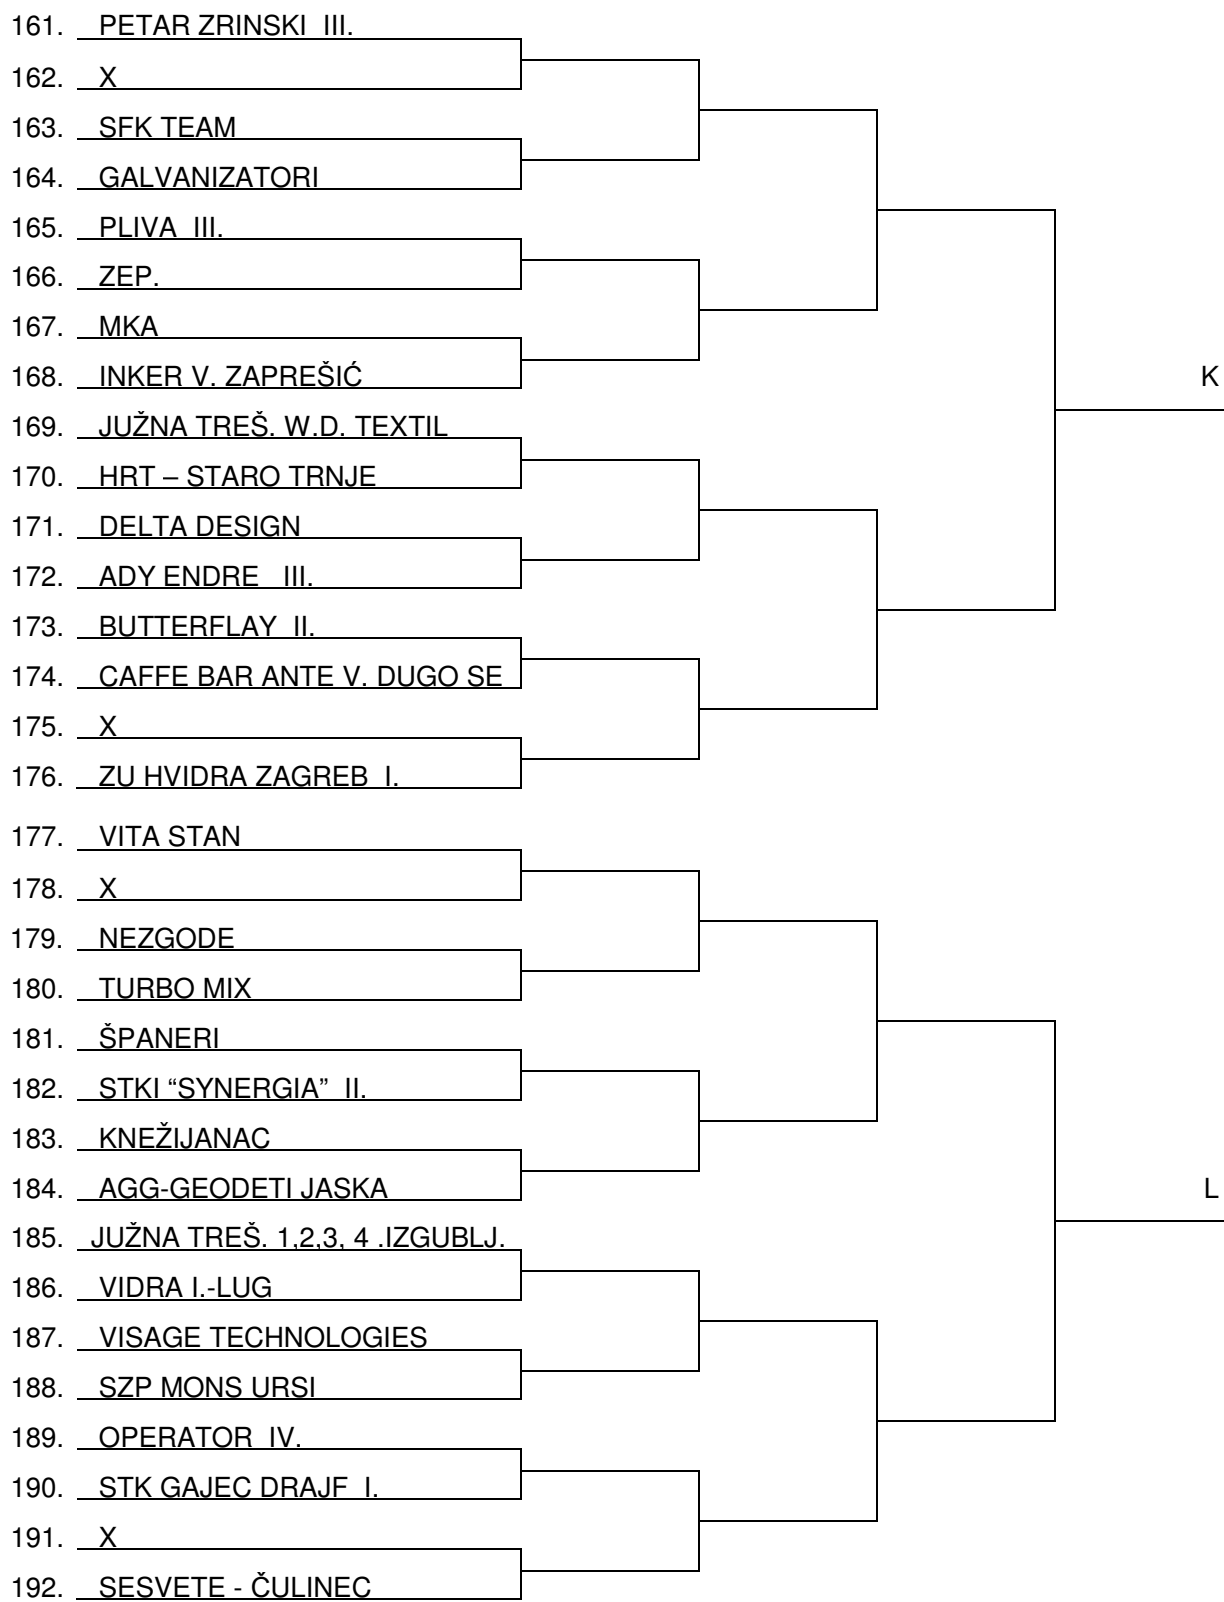 161. PETAR ZRINSKI III.
162. X
163. SFK TEAM
164. GALVANIZATORI
165. PLIVA III.
166. ZEP.
167. MKA
168. INKER V. ZAPREŠIĆ
K
169. JUŽNA TREŠ. W.D. TEXTIL
170. HRT – STARO TRNJE
171. DELTA DESIGN
172. ADY ENDRE III.
173. BUTTERFLAY II.
174. CAFFE BAR ANTE V. DUGO SE
175. X
176. ZU HVIDRA ZAGREB I.
177. VITA STAN
178. X
179. NEZGODE
180. TURBO MIX
181. ŠPANERI
182. STKI “SYNERGIA” II.
183. KNEŽIJANAC
184. AGG-GEODETI JASKA
L
185. JUŽNA TREŠ. 1,2,3, 4 .IZGUBLJ.
186. VIDRA I.-LUG
187. VISAGE TECHNOLOGIES
188. SZP MONS URSI
189. OPERATOR IV.
190. STK GAJEC DRAJF I.
191. X
192. SESVETE - ČULINEC